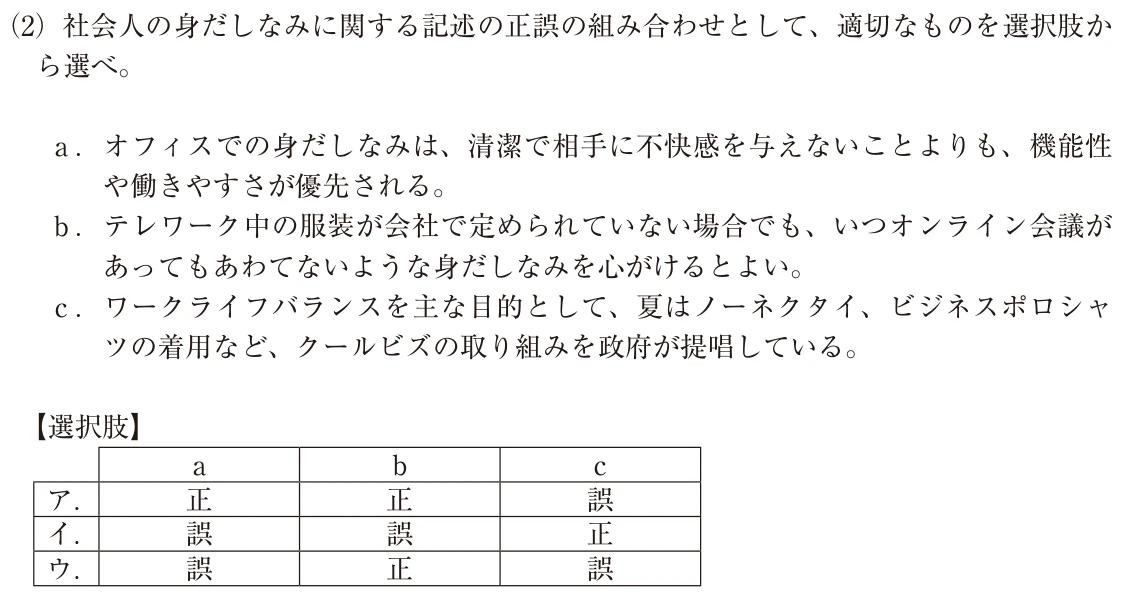 (2) 社会人の身だしなみに関する記述の正誤の組み合わせとして、適切なものを選択肢か
ら選べ。
a. オフィスでの身だしなみは、清潔で相手に不快感を与えないことよりも、機能性
や働きやすさが優先される。
b. テレワーク中の服装が会社で定められていない場合でも、いつオンライン会議が
あってもあわてないような身だしなみを心がけるとよい。
c. ワークライフバランスを主な目的として、夏はノーネクタイ、ビジネスポロシャ
ツの着用など、クールビズの取り組みを政府が提唱している。
【選択肢】
a b c
ア. 正 正 誤
イ. 誤 誤 正
ウ. 誤 正 誤